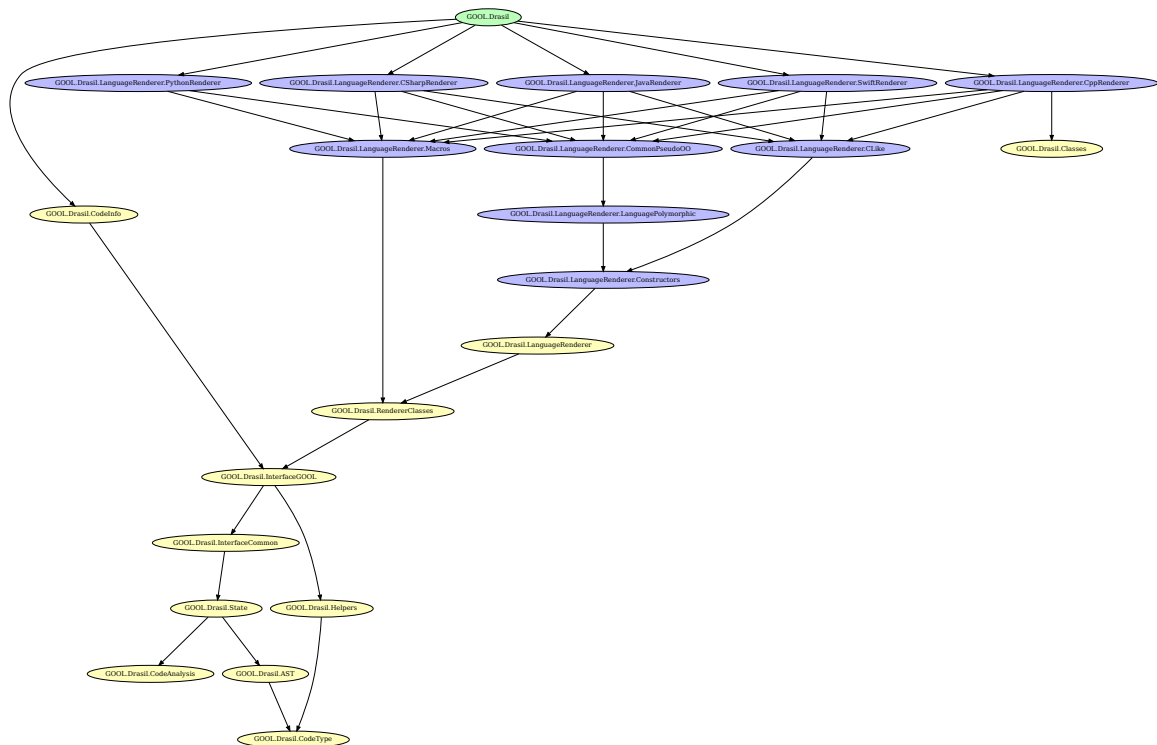 GOOL.Drasil
GOOL.Drasil.LanguageRenderer.PythonRenderer
GOOL.Drasil.LanguageRenderer.CSharpRenderer
GOOL.Drasil.LanguageRenderer.JavaRenderer
GOOL.Drasil.LanguageRenderer.SwiftRenderer
GOOL.Drasil.LanguageRenderer.CppRenderer
GOOL.Drasil.LanguageRenderer.Macros
GOOL.Drasil.LanguageRenderer.CommonPseudoOO
GOOL.Drasil.LanguageRenderer.CLike
GOOL.Drasil.Classes
GOOL.Drasil.CodeInfo
GOOL.Drasil.LanguageRenderer.LanguagePolymorphic
GOOL.Drasil.LanguageRenderer.Constructors
GOOL.Drasil.LanguageRenderer
GOOL.Drasil.RendererClasses
GOOL.Drasil.InterfaceGOOL
GOOL.Drasil.InterfaceCommon
GOOL.Drasil.State
GOOL.Drasil.Helpers
GOOL.Drasil.CodeAnalysis
GOOL.Drasil.AST
GOOL.Drasil.CodeType